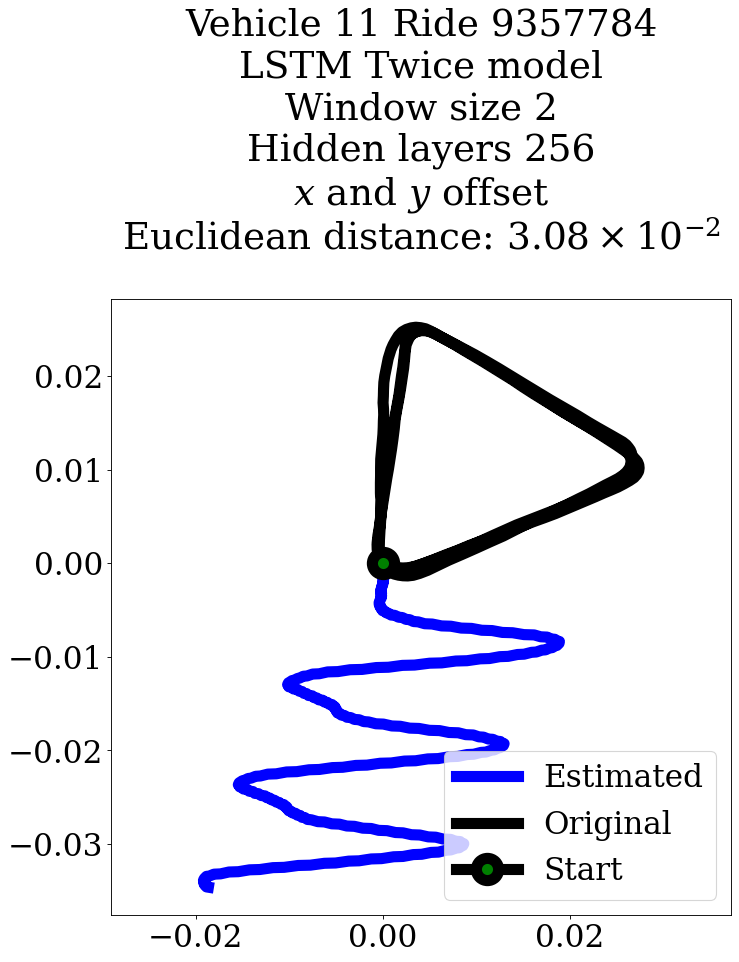 Vehicle 11 Ride 9357784
LSTM Twice model
Window size 2
Hidden layers 256
x and y offset
Euclidean distance: 3.08 × 10⁻²
0.02
0.01
0.00
−0.01
−0.02
−0.03
−0.02
0.00
0.02
Estimated
Original
Start